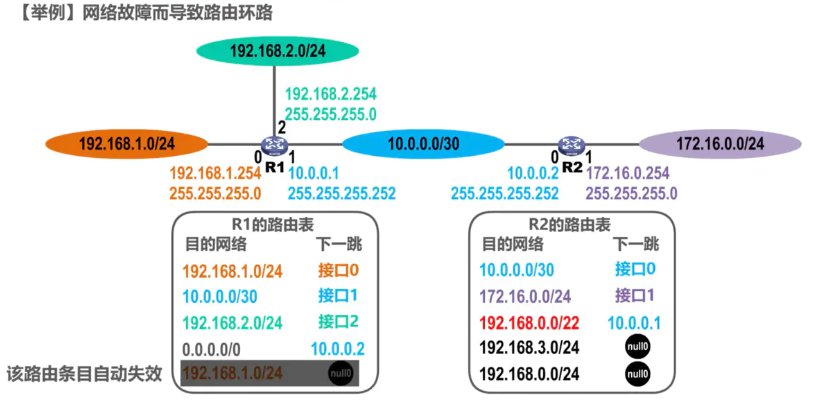 【举例】网络故障而导致路由环路
192.168.2.0/24
192.168.2.254
255.255.255.0
2
192.168.1.0/24
0
R1
1
10.0.0.0/30
0
R2
1
172.16.0.0/24
192.168.1.254
255.255.255.0
10.0.0.1
255.255.255.252
10.0.0.2
255.255.255.252
172.16.0.254
255.255.255.0
R1的路由表
目的网络 下一跳
192.168.1.0/24 接口0
10.0.0.0/30 接口1
192.168.2.0/24 接口2
0.0.0.0/0 10.0.0.2
该路由条目自动失效 192.168.1.0/24 null0
R2的路由表
目的网络 下一跳
10.0.0.0/30 接口0
172.16.0.0/24 接口1
192.168.0.0/22 10.0.0.1
192.168.3.0/24 null0
192.168.0.0/24 null0